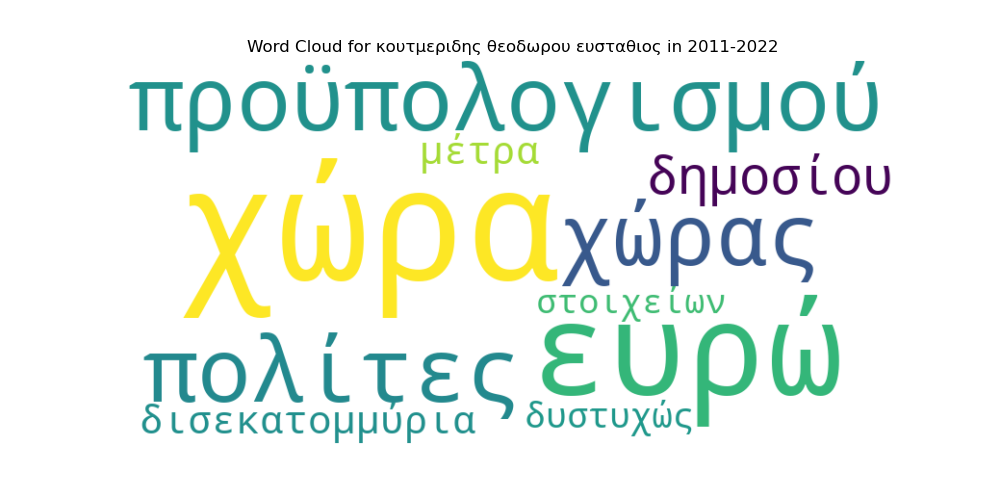 Word Cloud for κουτμεριδης θεοδωρου ευσταθιος in 2011-2022
προϋπολογισμού
μέτρα
δημοσίου
χώρα
χώρας
στοιχείων
ευρώ
πολίτες
δισεκατομμύρια
δυστυχώς